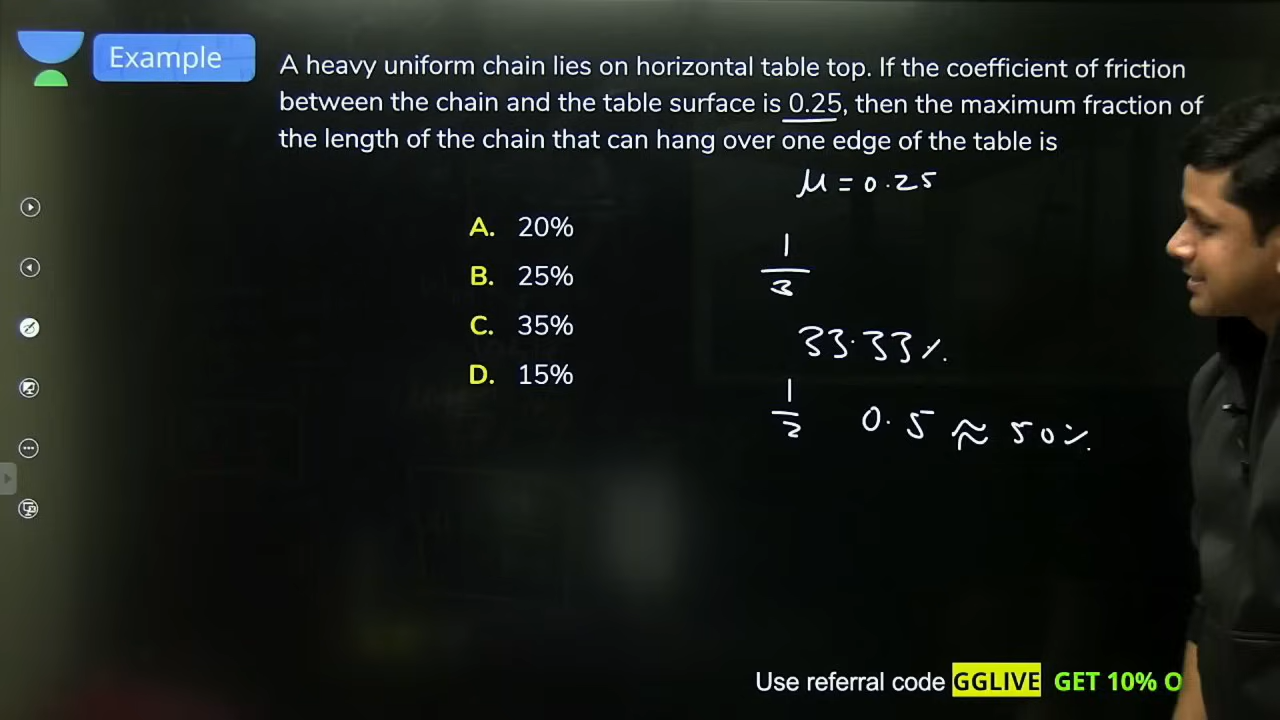 Example
A heavy uniform chain lies on horizontal table top. If the coefficient of friction
between the chain and the table surface is 0.25, then the maximum fraction of
the length of the chain that can hang over one edge of the table is
μ = 0.25
A. 20%
B. 25%
C. 35%
D. 15%
1
3
33.33%
1
2
0.5 ≈ 50%
Use referral code GGLIVE GET 10% O